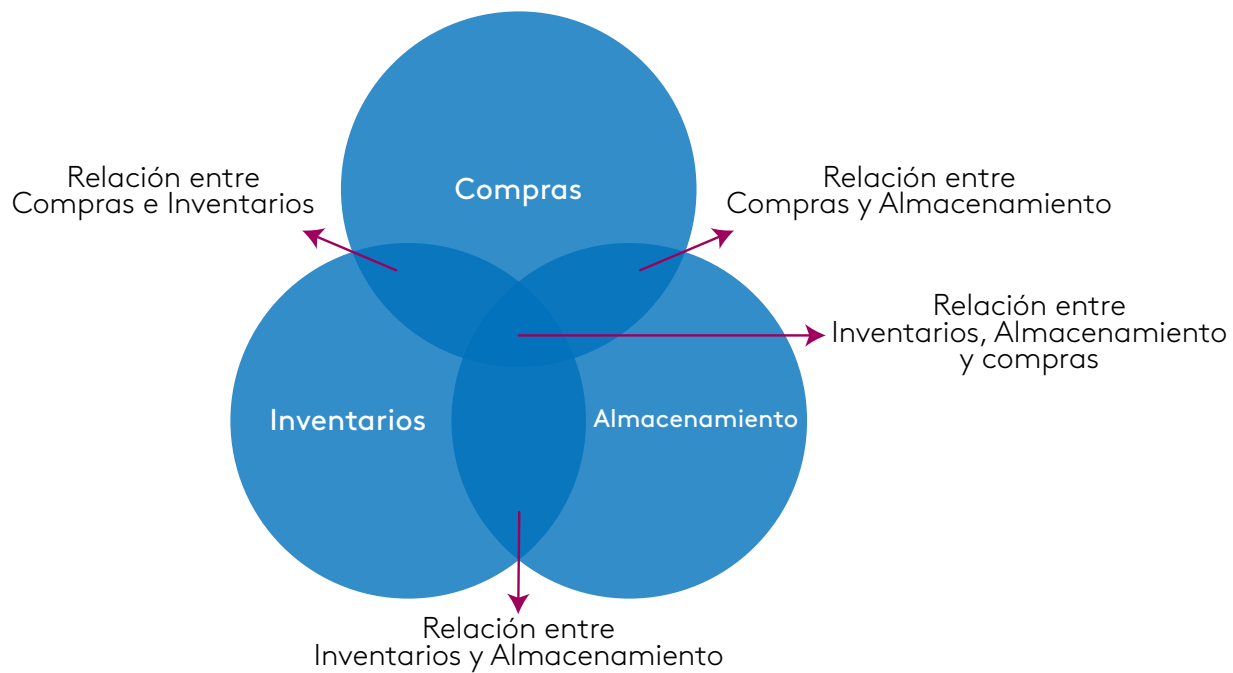 Relación entre
Compras e Inventarios
Compras
Relación entre
Compras y Almacenamiento
Relación entre
Inventarios, Almacenamiento
y compras
Inventarios
Almacenamiento
Relación entre
Inventarios y Almacenamiento